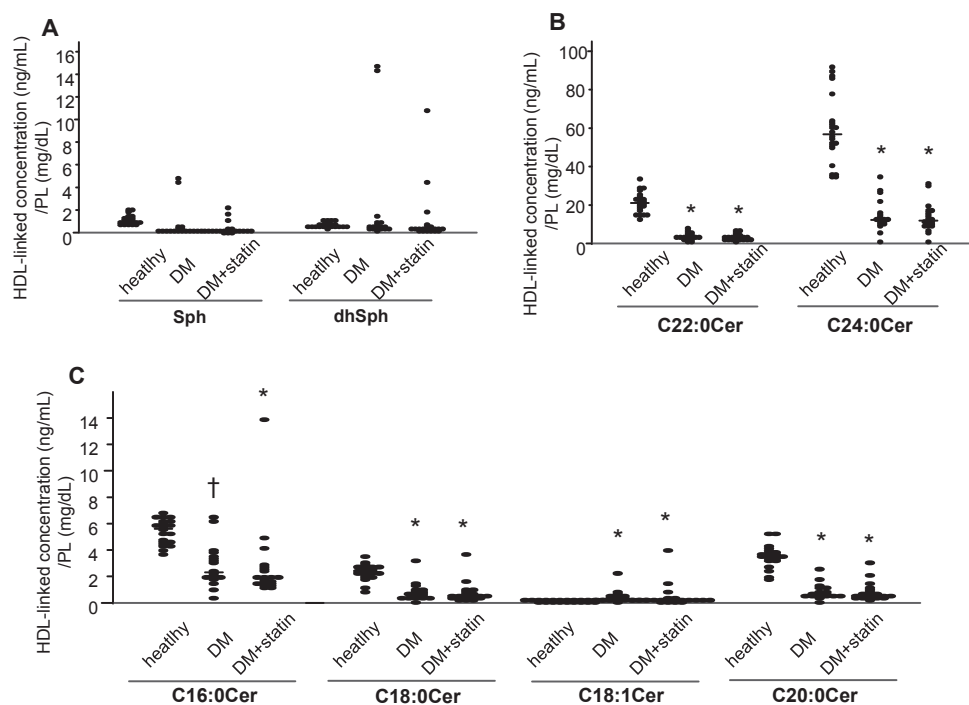 A
HDL-linked concentration (ng/mL)
/PL (mg/dL)
16
14
12
10
8
6
4
2
0
heatlhy
DM
DM+statin
heatlhy
DM
DM+statin
Sph
dhSph
B
HDL-linked concentration (ng/mL)
/PL (mg/dL)
100
80
60
40
20
0
* * * *
heatlhy
DM
DM+statin
heatlhy
DM
DM+statin
C22:0Cer
C24:0Cer
C
HDL-linked concentration (ng/mL)
/PL (mg/dL)
14
12
10
8
6
4
2
0
† * * * * * * *
heatlhy
DM
DM+statin
heatlhy
DM
DM+statin
heatlhy
DM
DM+statin
heatlhy
DM
DM+statin
C16:0Cer
C18:0Cer
C18:1Cer
C20:0Cer